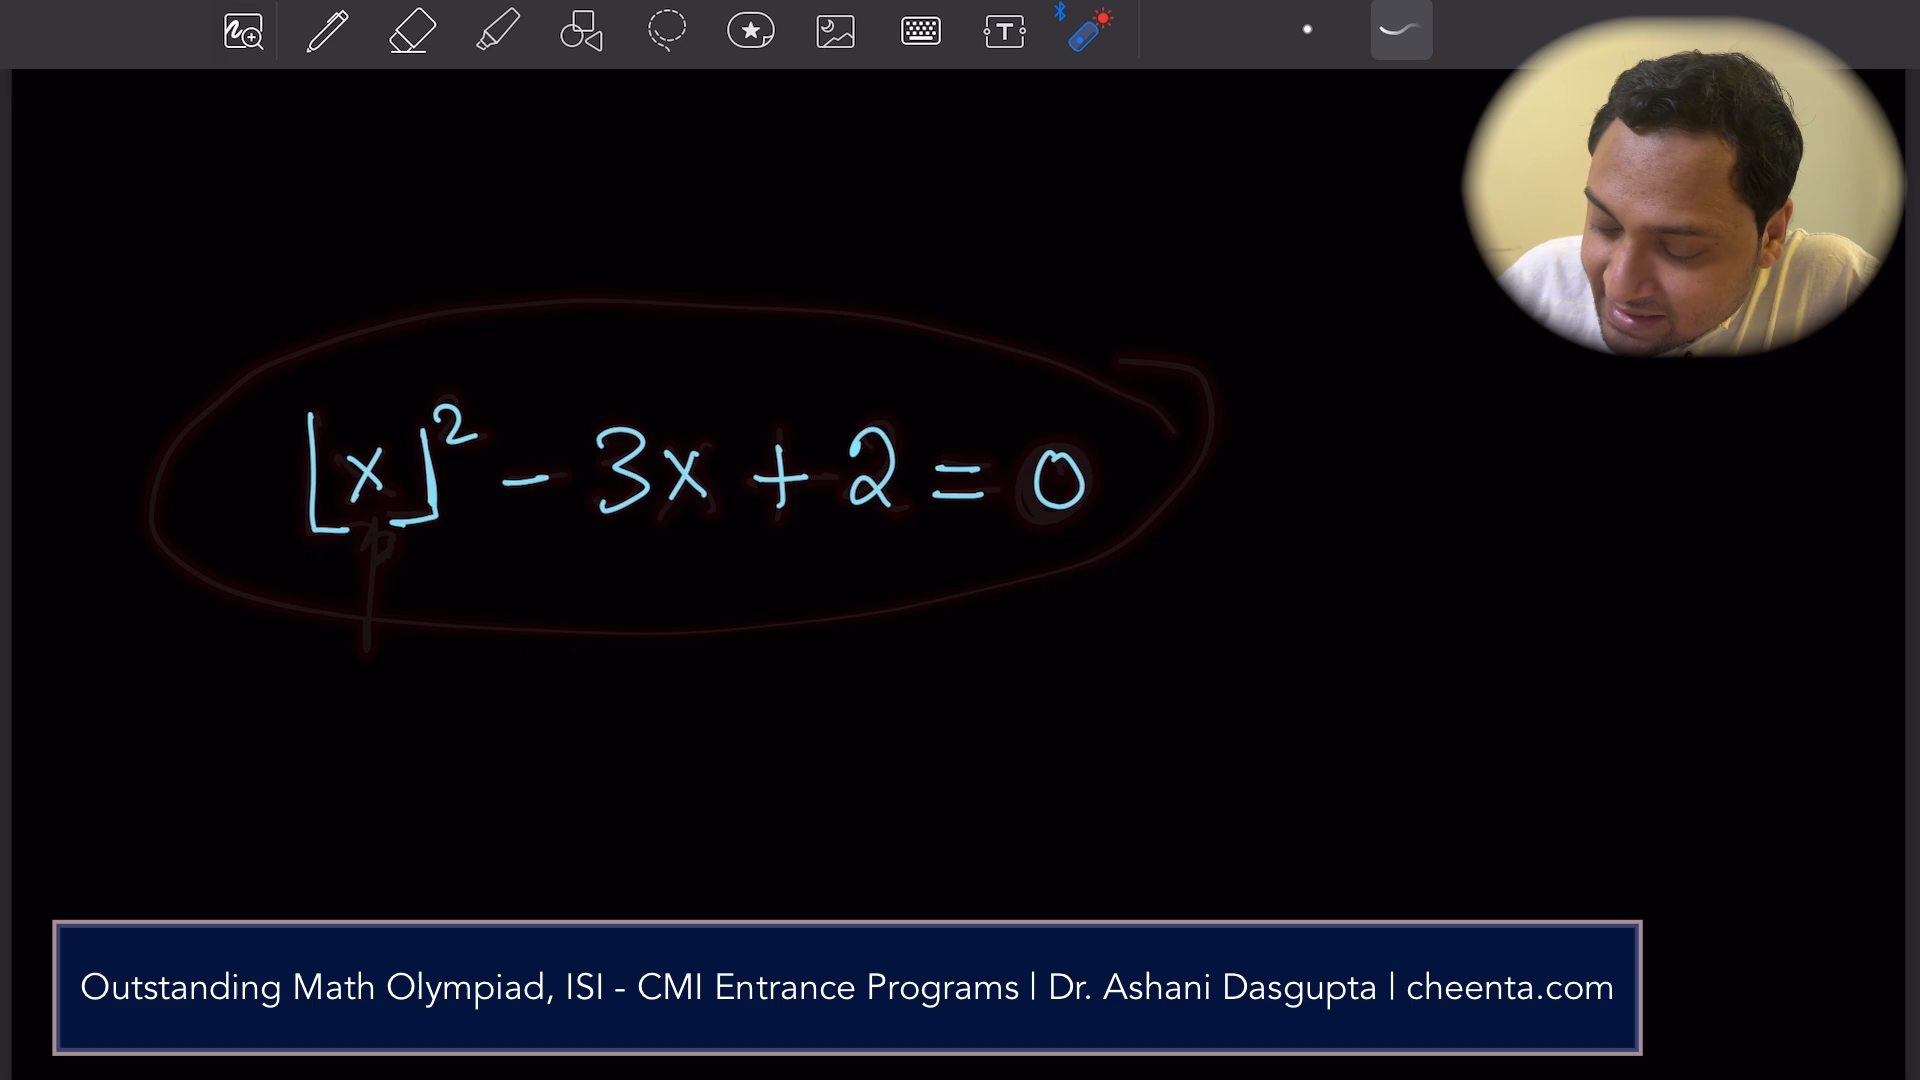 T
⌊x⌋² - 3x + 2 = 0
Outstanding Math Olympiad, ISI - CMI Entrance Programs | Dr. Ashani Dasgupta | cheenta.com